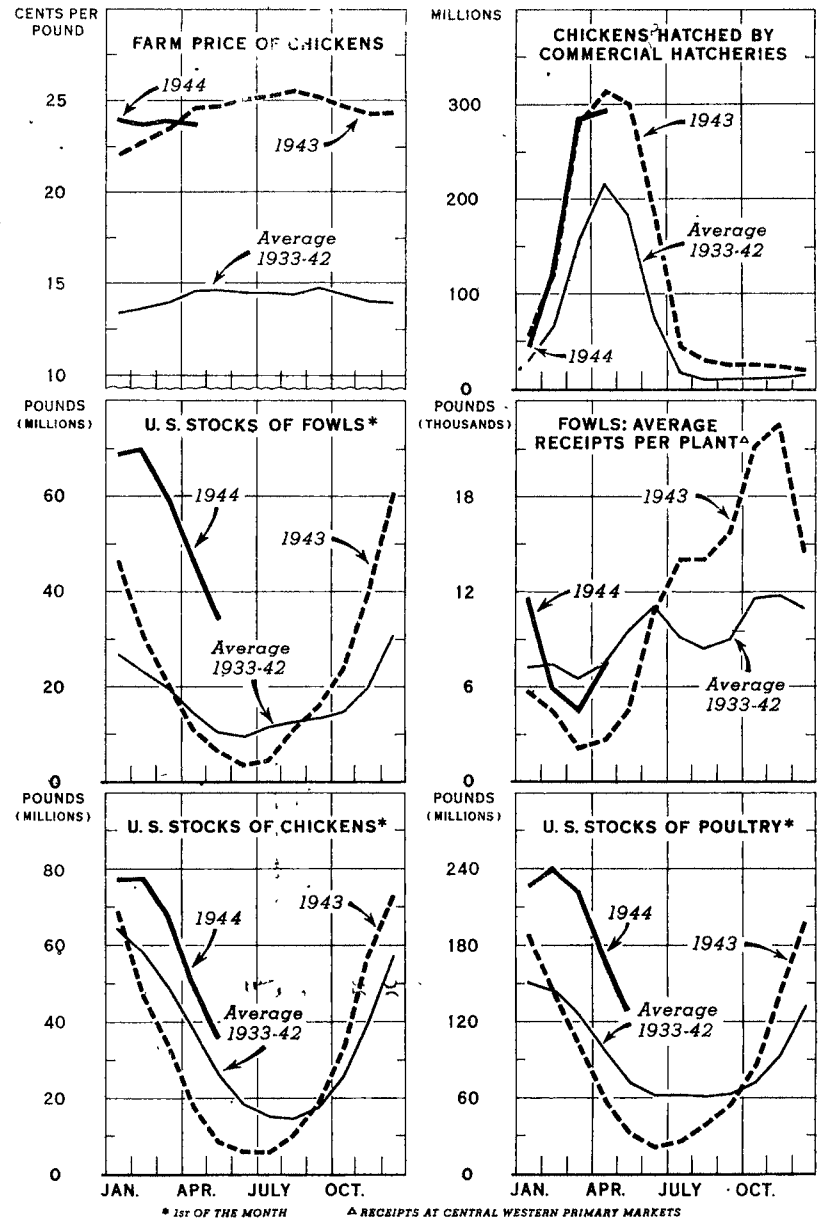 CENTS PER
POUND
FARM PRICE OF CHICKENS
25
20
15
10
1944
1943
Average
1933-42
MILLIONS
CHICKENS HATCHED BY
COMMERCIAL HATCHERIES
300
200
100
0
1943
Average
1933-42
1944
POUNDS
(MILLIONS)
U. S. STOCKS OF FOWLS*
60
40
20
0
1944
1943
Average
1933-42
POUNDS
(THOUSANDS)
FOWLS: AVERAGE
RECEIPTS PER PLANT△
18
12
6
0
1943
1944
Average
1933-42
POUNDS
(MILLIONS)
U. S. STOCKS OF CHICKENS*
80
60
40
20
0
1943
1944
Average
1933-42
JAN. APR. JULY OCT.
POUNDS
(MILLIONS)
U. S. STOCKS OF POULTRY*
240
180
120
60
0
1944
1943
Average
1933-42
JAN. APR. JULY OCT.
* 1ST OF THE MONTH △ RECEIPTS AT CENTRAL WESTERN PRIMARY MARKETS